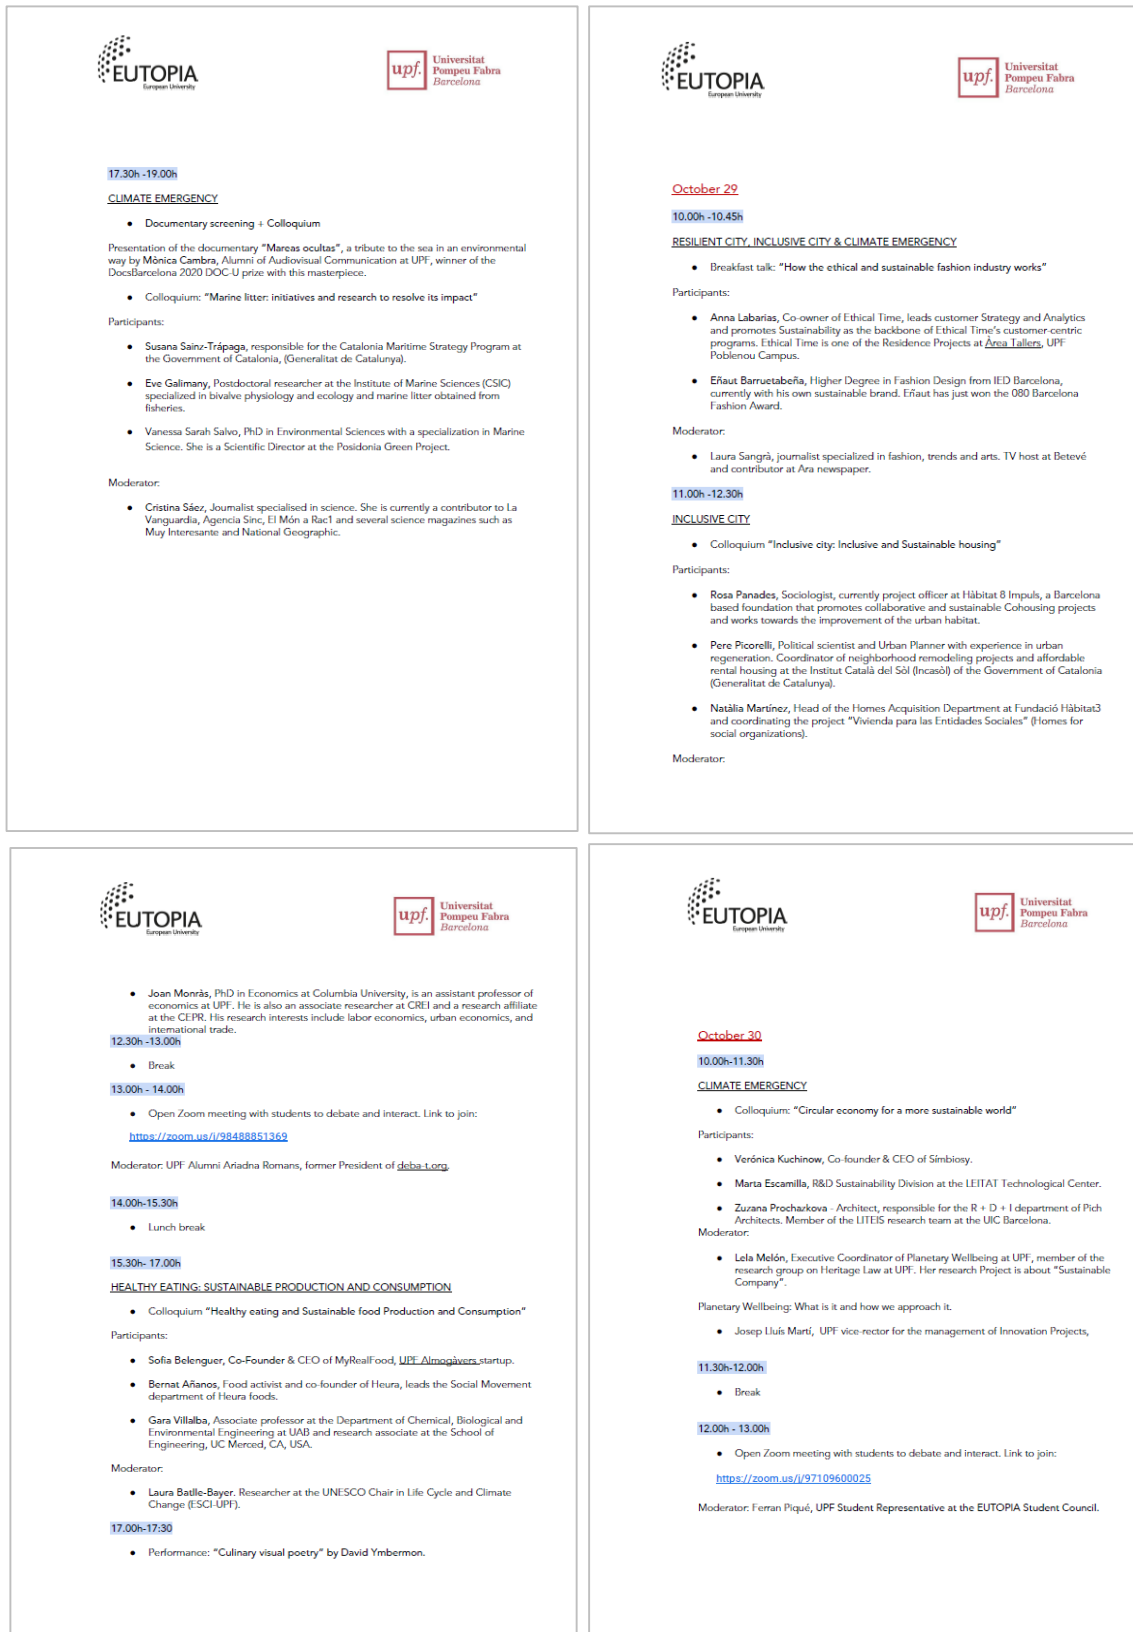 EUTOPIA
European University
upf. Universitat
Pompeu Fabra
Barcelona
17.30h -19.00h
CLIMATE EMERGENCY
● Documentary screening + Colloquium
Presentation of the documentary "Mareas ocultas", a tribute to the sea in an environmental
way by Mònica Cambra, Alumni of Audiovisual Communication at UPF, winner of the
DocsBarcelona 2020 DOC-U prize with this masterpiece.
● Colloquium: "Marine litter: initiatives and research to resolve its impact"
Participants:
● Susana Sainz-Trápaga, responsible for the Catalonia Maritime Strategy Program at
the Government of Catalonia, (Generalitat de Catalunya).
● Eve Galimany, Postdoctoral researcher at the Institute of Marine Sciences (CSIC)
specialized in bivalve physiology and ecology and marine litter obtained from
fisheries.
● Vanessa Sarah Salvo, PhD in Environmental Sciences with a specialization in Marine
Science. She is a Scientific Director at the Posidonia Green Project.
Moderator:
● Cristina Sáez, Journalist specialised in science. She is currently a contributor to La
Vanguardia, Agencia Sinc, El Món a Rac1 and several science magazines such as
Muy Interesante and National Geographic.
EUTOPIA
European University
upf. Universitat
Pompeu Fabra
Barcelona
October 29
10.00h -10.45h
RESILIENT CITY, INCLUSIVE CITY & CLIMATE EMERGENCY
● Breakfast talk: "How the ethical and sustainable fashion industry works"
Participants:
● Anna Labarias, Co-owner of Ethical Time, leads customer Strategy and Analytics
and promotes Sustainability as the backbone of Ethical Time's customer-centric
programs. Ethical Time is one of the Residence Projects at Àrea Tallers, UPF
Poblenou Campus.
● Eñaut Barruetabeña, Higher Degree in Fashion Design from IED Barcelona,
currently with his own sustainable brand. Eñaut has just won the 080 Barcelona
Fashion Award.
Moderator:
● Laura Sangrà, journalist specialized in fashion, trends and arts. TV host at Betevé
and contributor at Ara newspaper.
11.00h -12.30h
INCLUSIVE CITY
● Colloquium "Inclusive city: Inclusive and Sustainable housing"
Participants:
● Rosa Panades, Sociologist, currently project officer at Hàbitat 8 Impuls, a Barcelona
based foundation that promotes collaborative and sustainable Cohousing projects
and works towards the improvement of the urban habitat.
● Pere Picorelli, Political scientist and Urban Planner with experience in urban
regeneration. Coordinator of neighborhood remodeling projects and affordable
rental housing at the Institut Català del Sòl (Incasòl) of the Government of Catalonia
(Generalitat de Catalunya).
● Natàlia Martínez, Head of the Homes Acquisition Department at Fundació Hàbitat3
and coordinating the project "Vivienda para las Entidades Sociales" (Homes for
social organizations).
Moderator:
EUTOPIA
European University
upf. Universitat
Pompeu Fabra
Barcelona
● Joan Monràs, PhD in Economics at Columbia University, is an assistant professor of
economics at UPF. He is also an associate researcher at CREI and a research affiliate
at the CEPR. His research interests include labor economics, urban economics, and
international trade.
12.30h -13.00h
● Break
13.00h - 14.00h
● Open Zoom meeting with students to debate and interact. Link to join:
https://zoom.us/j/98488851369
Moderator: UPF Alumni Ariadna Romans, former President of deba-t.org.
14.00h-15.30h
● Lunch break
15.30h- 17.00h
HEALTHY EATING: SUSTAINABLE PRODUCTION AND CONSUMPTION
● Colloquium "Healthy eating and Sustainable food Production and Consumption"
Participants:
● Sofia Belenguer, Co-Founder & CEO of MyRealFood, UPF Almogàvers startup.
● Bernat Añanos, Food activist and co-founder of Heura, leads the Social Movement
department of Heura foods.
● Gara Villalba, Associate professor at the Department of Chemical, Biological and
Environmental Engineering at UAB and research associate at the School of
Engineering, UC Merced, CA, USA.
Moderator:
● Laura Batlle-Bayer. Researcher at the UNESCO Chair in Life Cycle and Climate
Change (ESCI-UPF).
17.00h-17:30
● Performance: "Culinary visual poetry" by David Ymbermon.
EUTOPIA
European University
upf. Universitat
Pompeu Fabra
Barcelona
October 30
10.00h-11.30h
CLIMATE EMERGENCY
● Colloquium: "Circular economy for a more sustainable world"
Participants:
● Verónica Kuchinow, Co-founder & CEO of Símbiosy.
● Marta Escamilla, R&D Sustainability Division at the LEITAT Technological Center.
● Zuzana Prochazkova - Architect, responsible for the R + D + I department of Pich
Architects. Member of the LITEIS research team at the UIC Barcelona.
Moderator:
● Lela Melón, Executive Coordinator of Planetary Wellbeing at UPF, member of the
research group on Heritage Law at UPF. Her research Project is about "Sustainable
Company".
Planetary Wellbeing: What is it and how we approach it.
● Josep Lluís Martí, UPF vice-rector for the management of Innovation Projects,
11.30h-12.00h
● Break
12.00h - 13.00h
● Open Zoom meeting with students to debate and interact. Link to join:
https://zoom.us/j/97109600025
Moderator: Ferran Piqué, UPF Student Representative at the EUTOPIA Student Council.